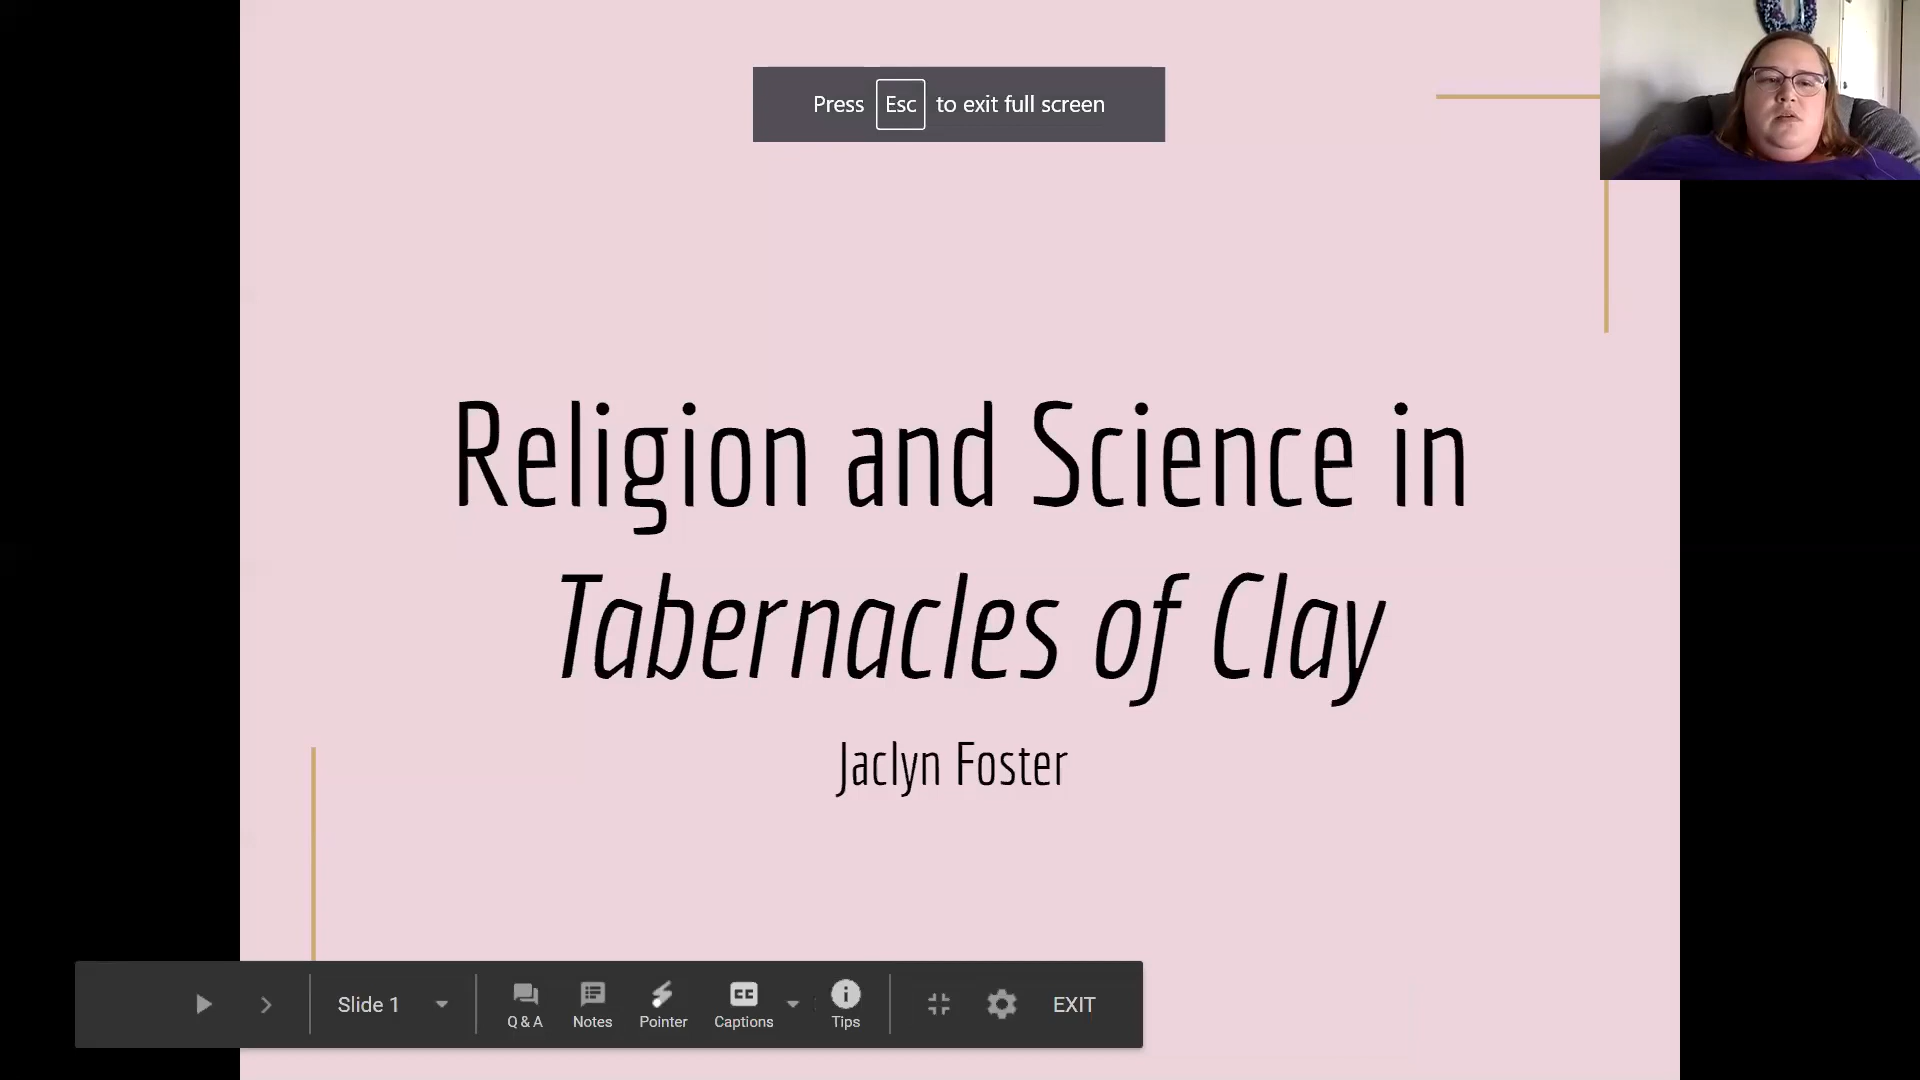 Press Esc to exit full screen
Religion and Science in
Tabernacles of Clay
Jaclyn Foster
Slide 1
Q & A
Notes
Pointer
CC
Captions
Tips
EXIT